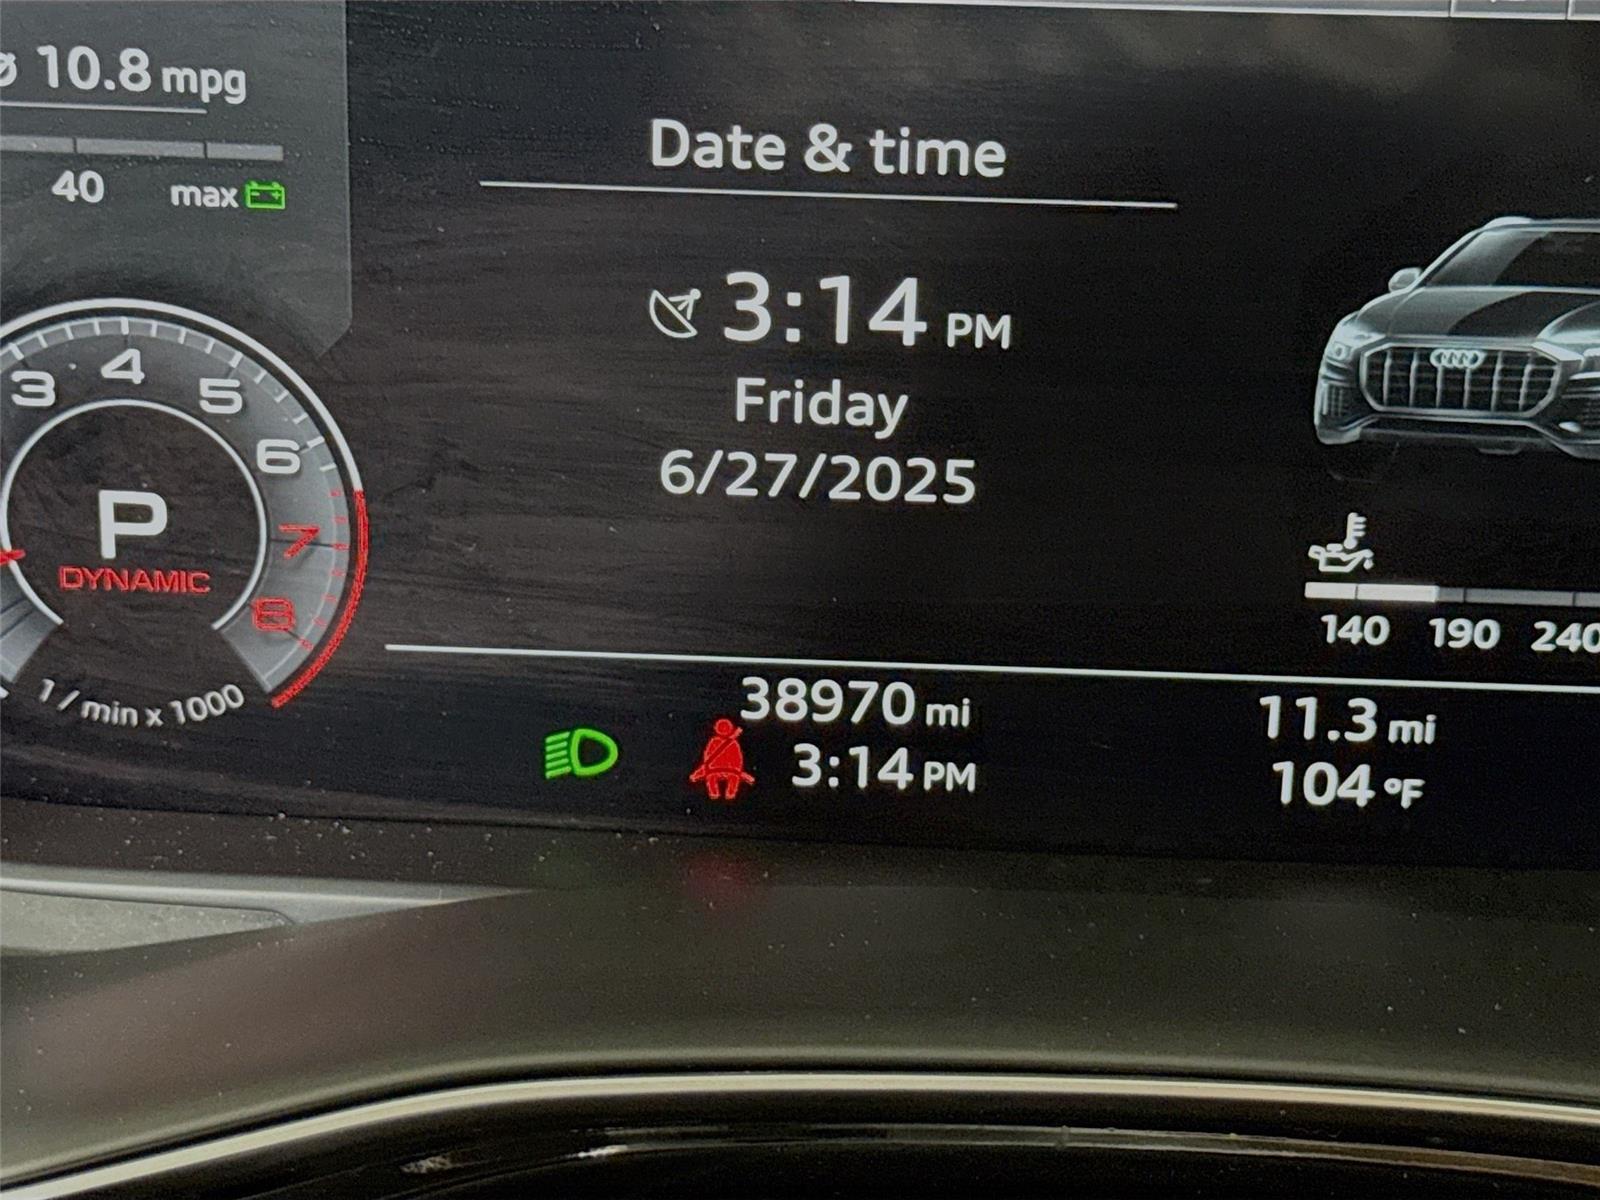 ø 10.8 mpg
40 max
Date & time
3:14 PM
Friday
6/27/2025
3 4 5 6 7 8
P
DYNAMIC
1 / min x 1000
140 190 240
38970 mi
3:14 PM
11.3 mi
104 °F